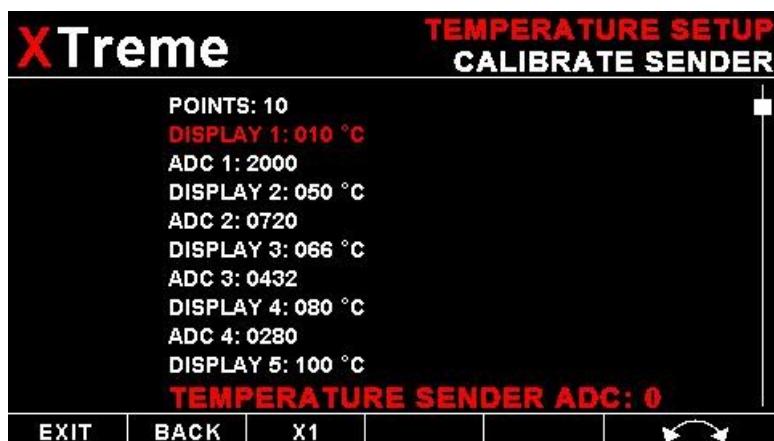 XTreme
TEMPERATURE SETUP
CALIBRATE SENDER
POINTS: 10
DISPLAY 1: 010 °C
ADC 1: 2000
DISPLAY 2: 050 °C
ADC 2: 0720
DISPLAY 3: 066 °C
ADC 3: 0432
DISPLAY 4: 080 °C
ADC 4: 0280
DISPLAY 5: 100 °C
TEMPERATURE SENDER ADC: 0
EXIT BACK X1